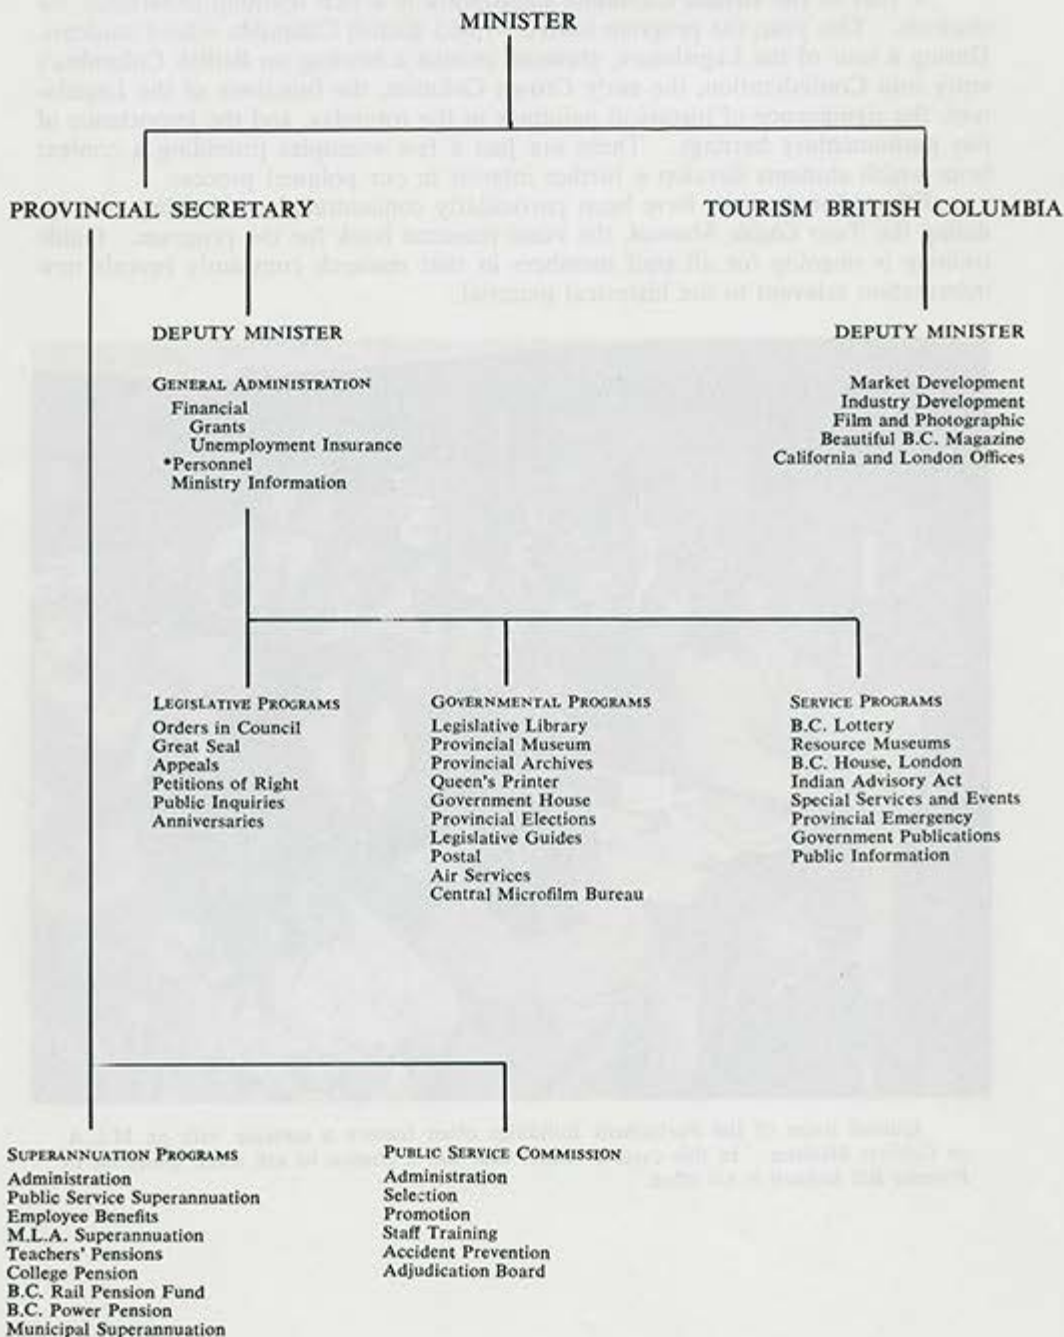 MINISTER
PROVINCIAL SECRETARY
TOURISM BRITISH COLUMBIA
DEPUTY MINISTER
GENERAL ADMINISTRATION
Financial
Grants
Unemployment Insurance
*Personnel
Ministry Information
DEPUTY MINISTER
Market Development
Industry Development
Film and Photographic
Beautiful B.C. Magazine
California and London Offices
LEGISLATIVE PROGRAMS
Orders in Council
Great Seal
Appeals
Petitions of Right
Public Inquiries
Anniversaries
GOVERNMENTAL PROGRAMS
Legislative Library
Provincial Museum
Provincial Archives
Queen's Printer
Government House
Provincial Elections
Legislative Guides
Postal
Air Services
Central Microfilm Bureau
SERVICE PROGRAMS
B.C. Lottery
Resource Museums
B.C. House, London
Indian Advisory Act
Special Services and Events
Provincial Emergency
Government Publications
Public Information
SUPERANNUATION PROGRAMS
Administration
Public Service Superannuation
Employee Benefits
M.L.A. Superannuation
Teachers' Pensions
College Pension
B.C. Rail Pension Fund
B.C. Power Pension
Municipal Superannuation
PUBLIC SERVICE COMMISSION
Administration
Selection
Promotion
Staff Training
Accident Prevention
Adjudication Board